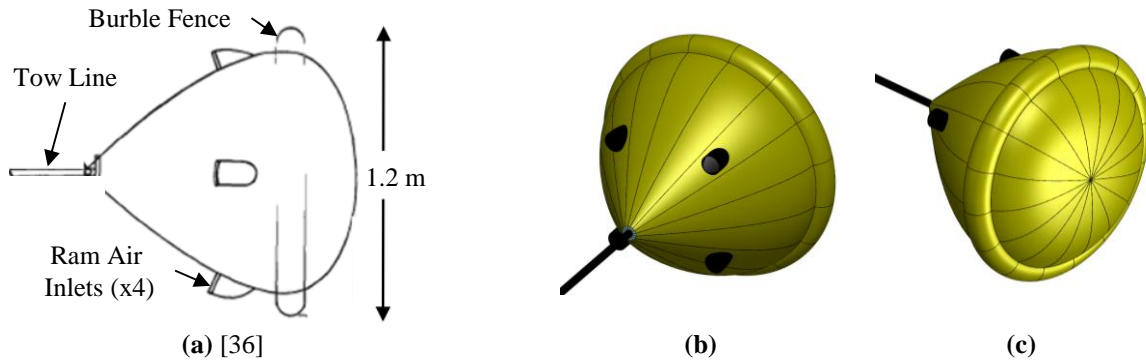 Burble Fence
Tow Line
1.2 m
Ram Air
Inlets (x4)
(a) [36]
(b)
(c)